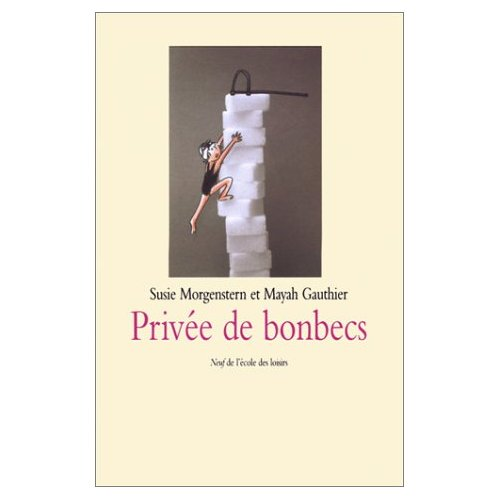 Susie Morgenstern et Mayah Gauthier
Privée de bonbecs
Neuf de l'école des loisirs